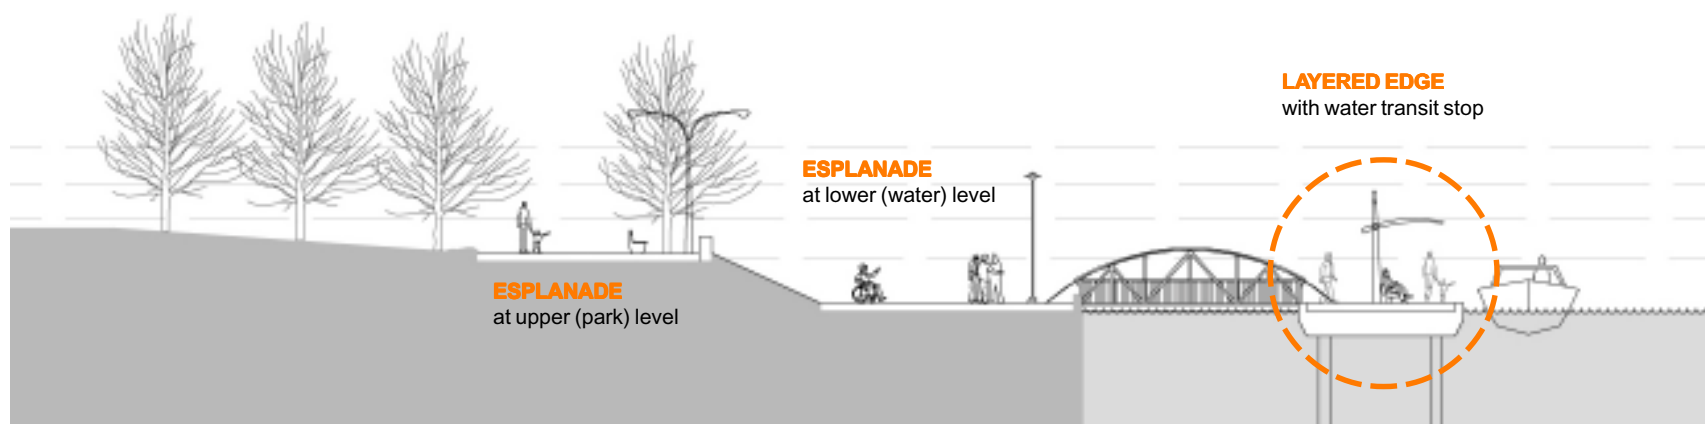 LAYERED EDGE
with water transit stop
ESPLANADE
at lower (water) level
ESPLANADE
at upper (park) level